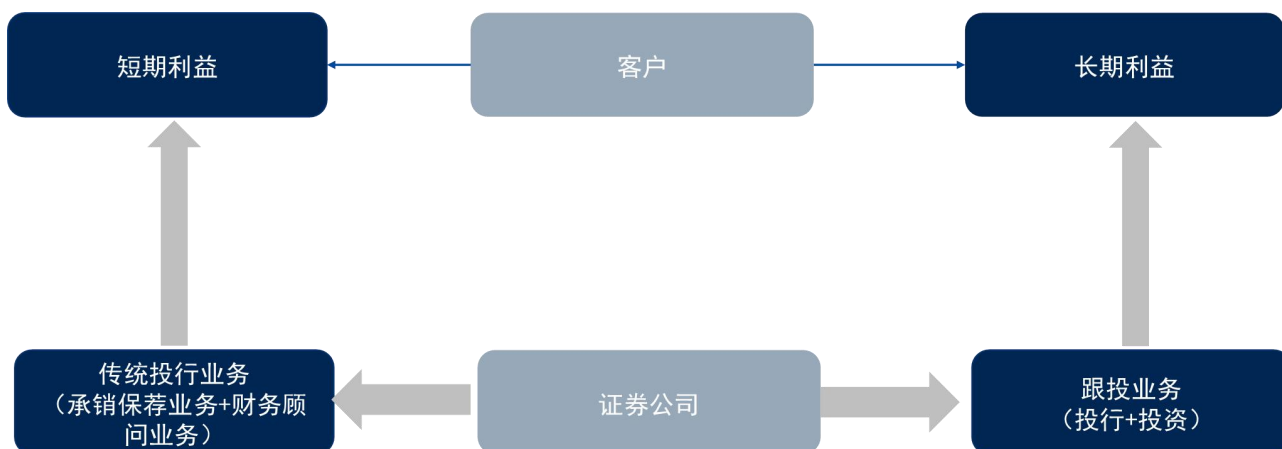 短期利益
客户
长期利益
传统投行业务
（承销保荐业务+财务顾
问业务）
证券公司
跟投业务
（投行+投资）